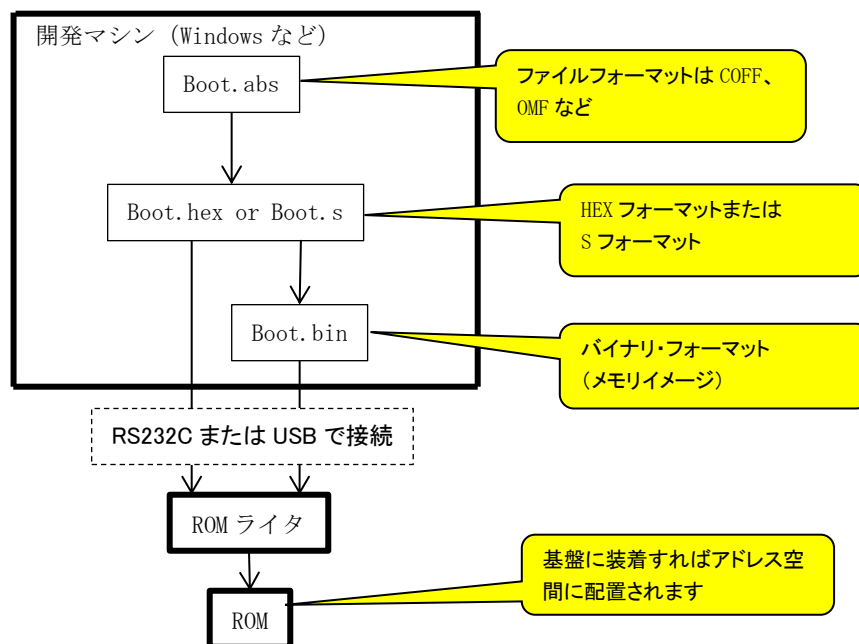 開発マシン (Windows など)
Boot.abs
ファイルフォーマットは COFF、
OMF など
Boot.hex or Boot.s
HEX フォーマットまたは
S フォーマット
Boot.bin
バイナリ・フォーマット
(メモリイメージ)
RS232C または USB で接続
ROM ライタ
基盤に装着すればアドレス空
間に配置されます
ROM